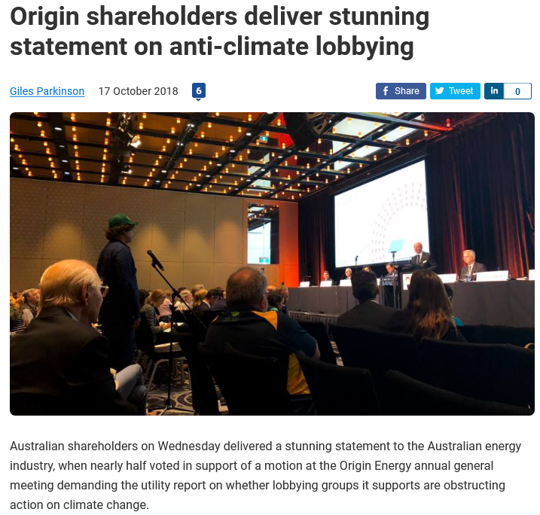 Origin shareholders deliver stunning
statement on anti-climate lobbying
Giles Parkinson 17 October 2018 6
Share Tweet in 0
Australian shareholders on Wednesday delivered a stunning statement to the Australian energy
industry, when nearly half voted in support of a motion at the Origin Energy annual general
meeting demanding the utility report on whether lobbying groups it supports are obstructing
action on climate change.